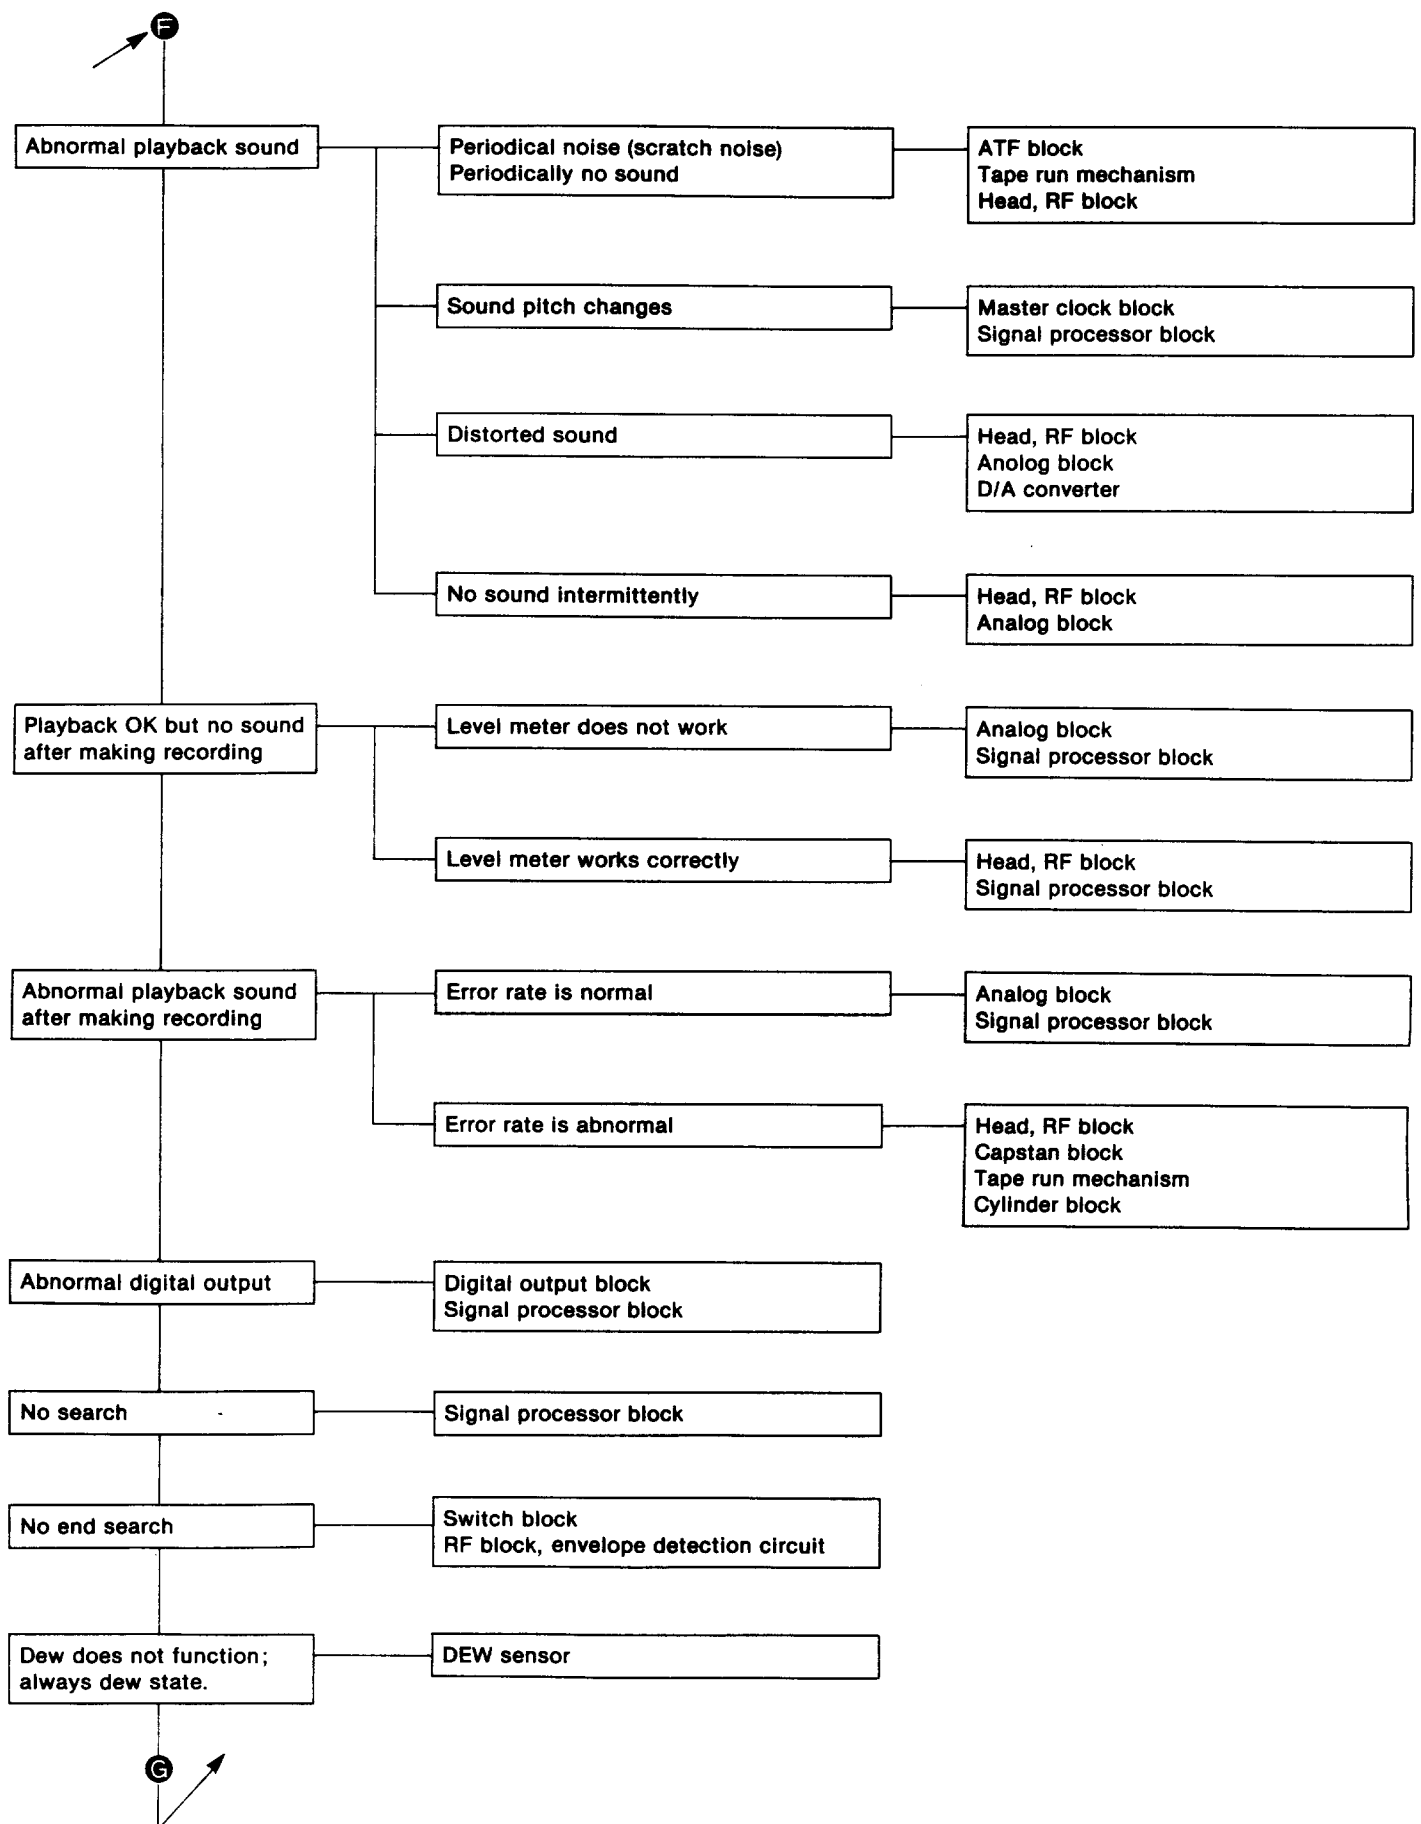 F
Abnormal playback sound
Periodical noise (scratch noise)
Periodically no sound
ATF block
Tape run mechanism
Head, RF block
Sound pitch changes
Master clock block
Signal processor block
Distorted sound
Head, RF block
Anolog block
D/A converter
No sound intermittently
Head, RF block
Analog block
Playback OK but no sound
after making recording
Level meter does not work
Analog block
Signal processor block
Level meter works correctly
Head, RF block
Signal processor block
Abnormal playback sound
after making recording
Error rate is normal
Analog block
Signal processor block
Error rate is abnormal
Head, RF block
Capstan block
Tape run mechanism
Cylinder block
Abnormal digital output
Digital output block
Signal processor block
No search
Signal processor block
No end search
Switch block
RF block, envelope detection circuit
Dew does not function;
always dew state.
DEW sensor
G